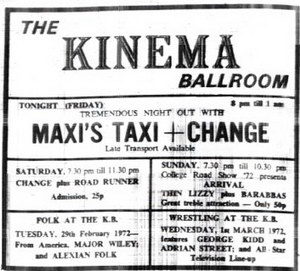 THE
KINEMA
BALLROOM
TONIGHT (FRIDAY) 8 pm till 1 am
TREMENDOUS NIGHT OUT WITH
MAXI'S TAXI + CHANGE
Late Transport Available
SATURDAY, 7.30 pm till 11.30 pm
CHANGE plus ROAD RUNNER
Admission, 25p
SUNDAY, 7.30 pm till 10.30 pm
College Road Show '72 presents
ARRIVAL
THIN LIZZY plus BARABBAS
Great treble attraction — Only 50p
FOLK AT THE K.B.
TUESDAY, 29th February 1972—
From America, MAJOR WILEY;
and ALEXIAN FOLK
WRESTLING AT THE K.B.
WEDNESDAY, 1st MARCH 1972,
features GEORGE KIDD and
ADRIAN STREET; and All Star
Television Line-up